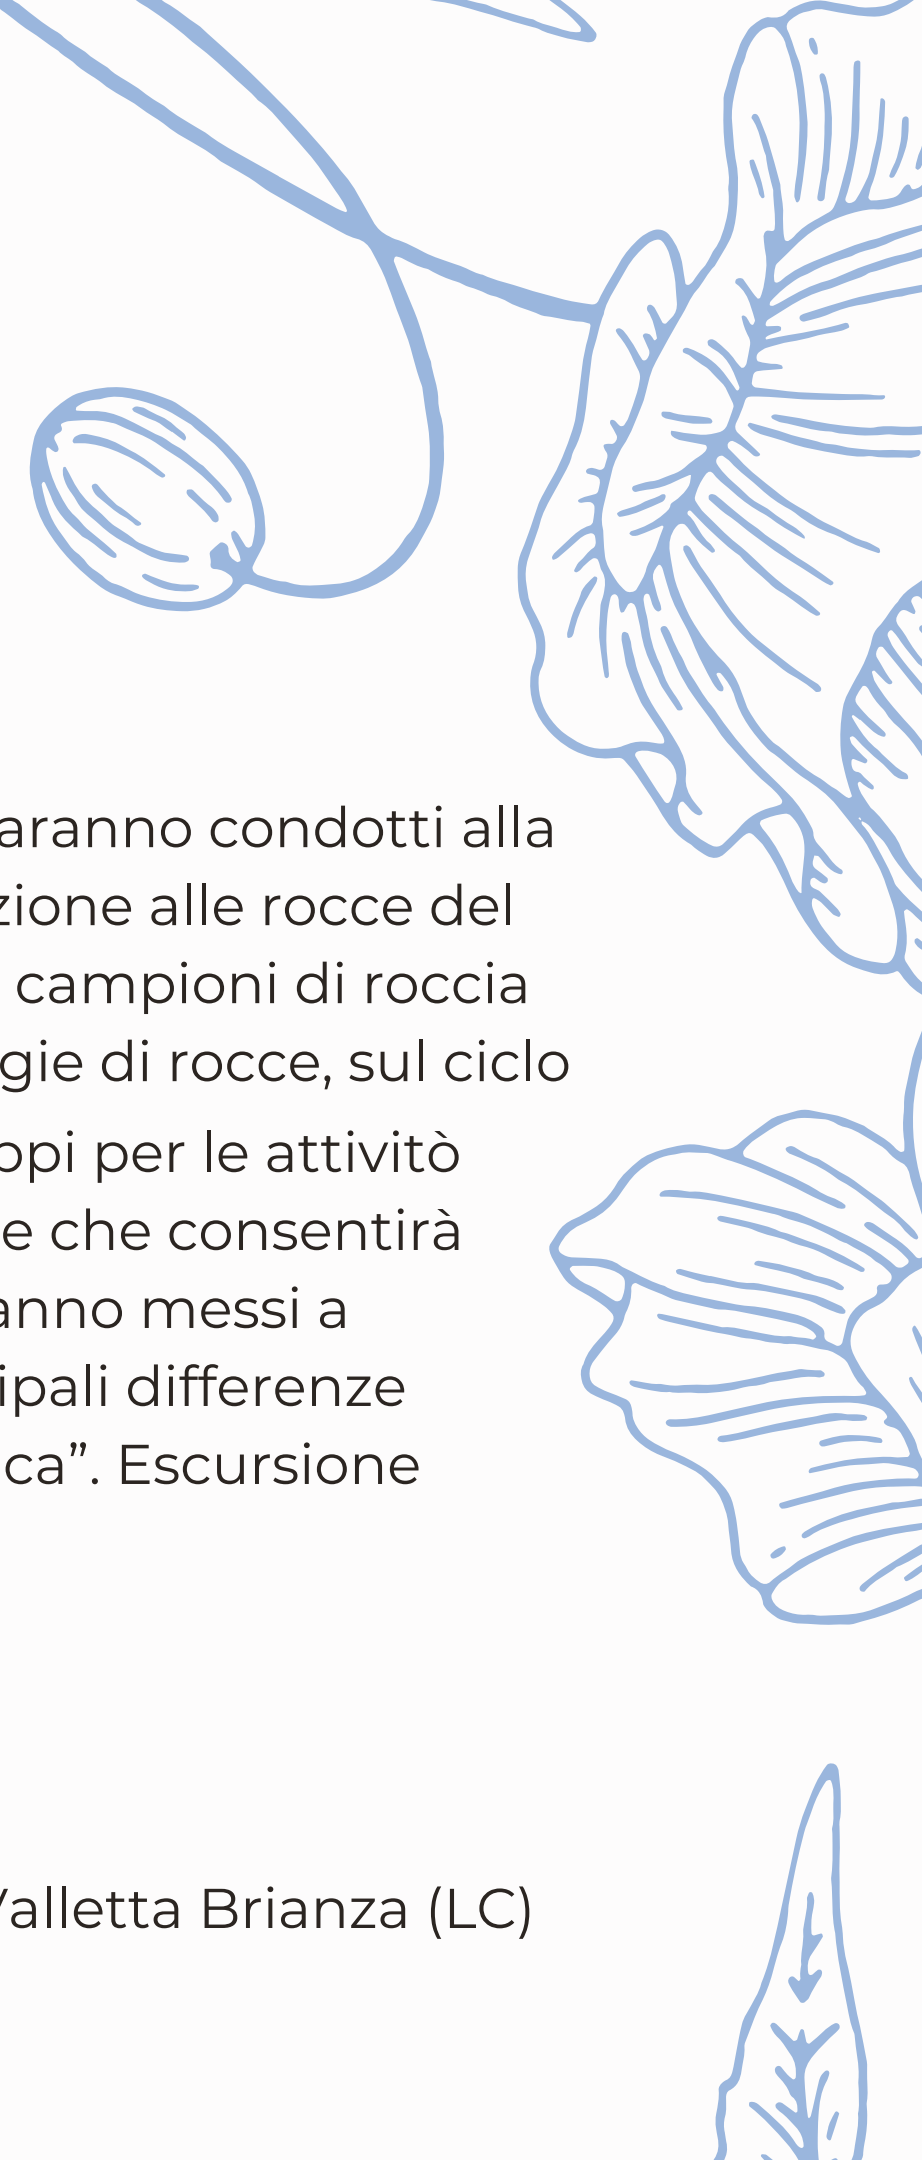 aranno condotti alla
zione alle rocce del
campioni di roccia
gie di rocce, sul ciclo
ppi per le attivitò
e che consentirà
anno messi a
ipali differenze
ca”. Escursione
Valletta Brianza (LC)